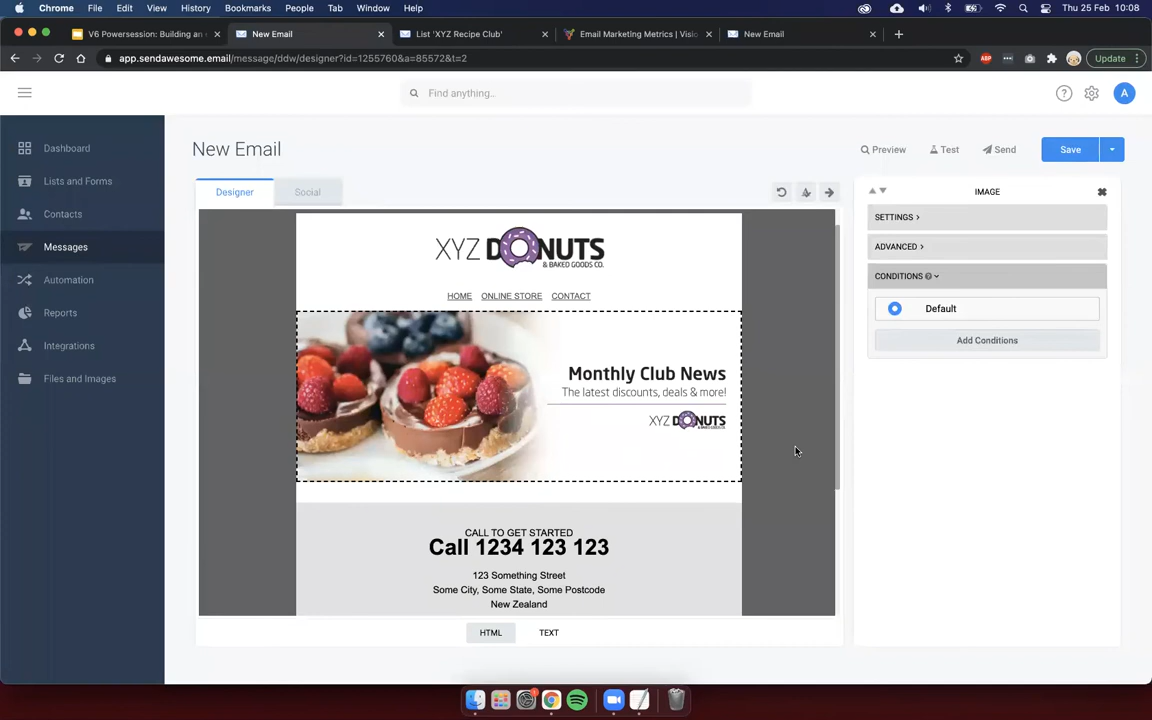 Chrome File Edit View History Bookmarks People Tab Window Help Thu 25 Feb 10:08
V6 Powersession: Building an New Email List 'XYZ Recipe Club' Email Marketing Metrics | Visio New Email
app.sendawesome.email/message/ddw/designer?id=1255760&a=85572&t=2 ABP Update
Find anything... A
New Email Preview Test Send Save
Dashboard
Lists and Forms
Contacts
Messages
Automation
Reports
Integrations
Files and Images
Designer Social
XYZ DONUTS
& BAKED GOODS CO.
HOME ONLINE STORE CONTACT
Monthly Club News
The latest discounts, deals & more!
XYZ DONUTS
CALL TO GET STARTED
Call 1234 123 123
123 Something Street
Some City, Some State, Some Postcode
New Zealand
HTML TEXT
IMAGE
SETTINGS
ADVANCED
CONDITIONS
Default
Add Conditions